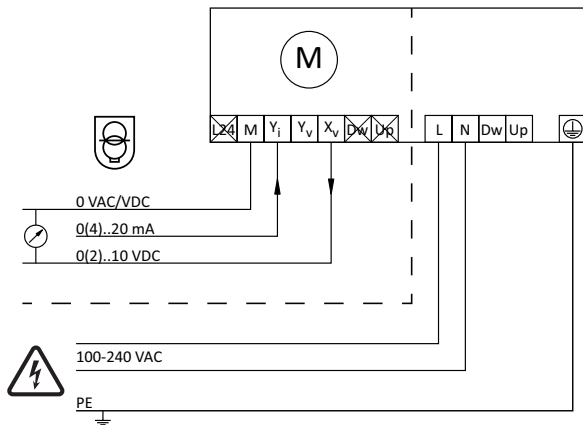 M
L24 M Yi Yv Xv Dw Up L N Dw Up
0 VAC/VDC
0(4)..20 mA
0(2)..10 VDC
100-240 VAC
PE